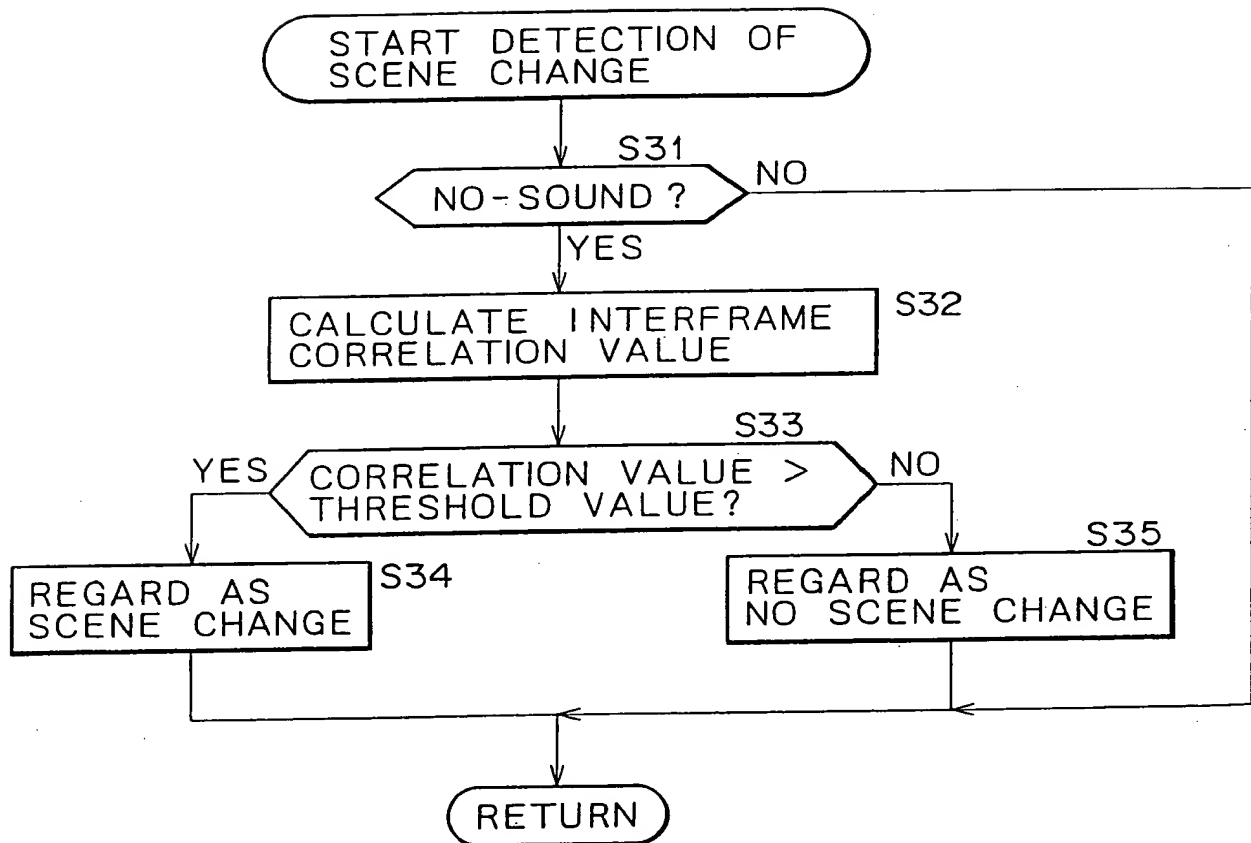 START DETECTION OF
SCENE CHANGE
S31
NO-SOUND?
NO
YES
CALCULATE INTERFRAME
CORRELATION VALUE
S32
S33
YES
CORRELATION VALUE >
THRESHOLD VALUE?
NO
REGARD AS
SCENE CHANGE
S34
S35
REGARD AS
NO SCENE CHANGE
RETURN